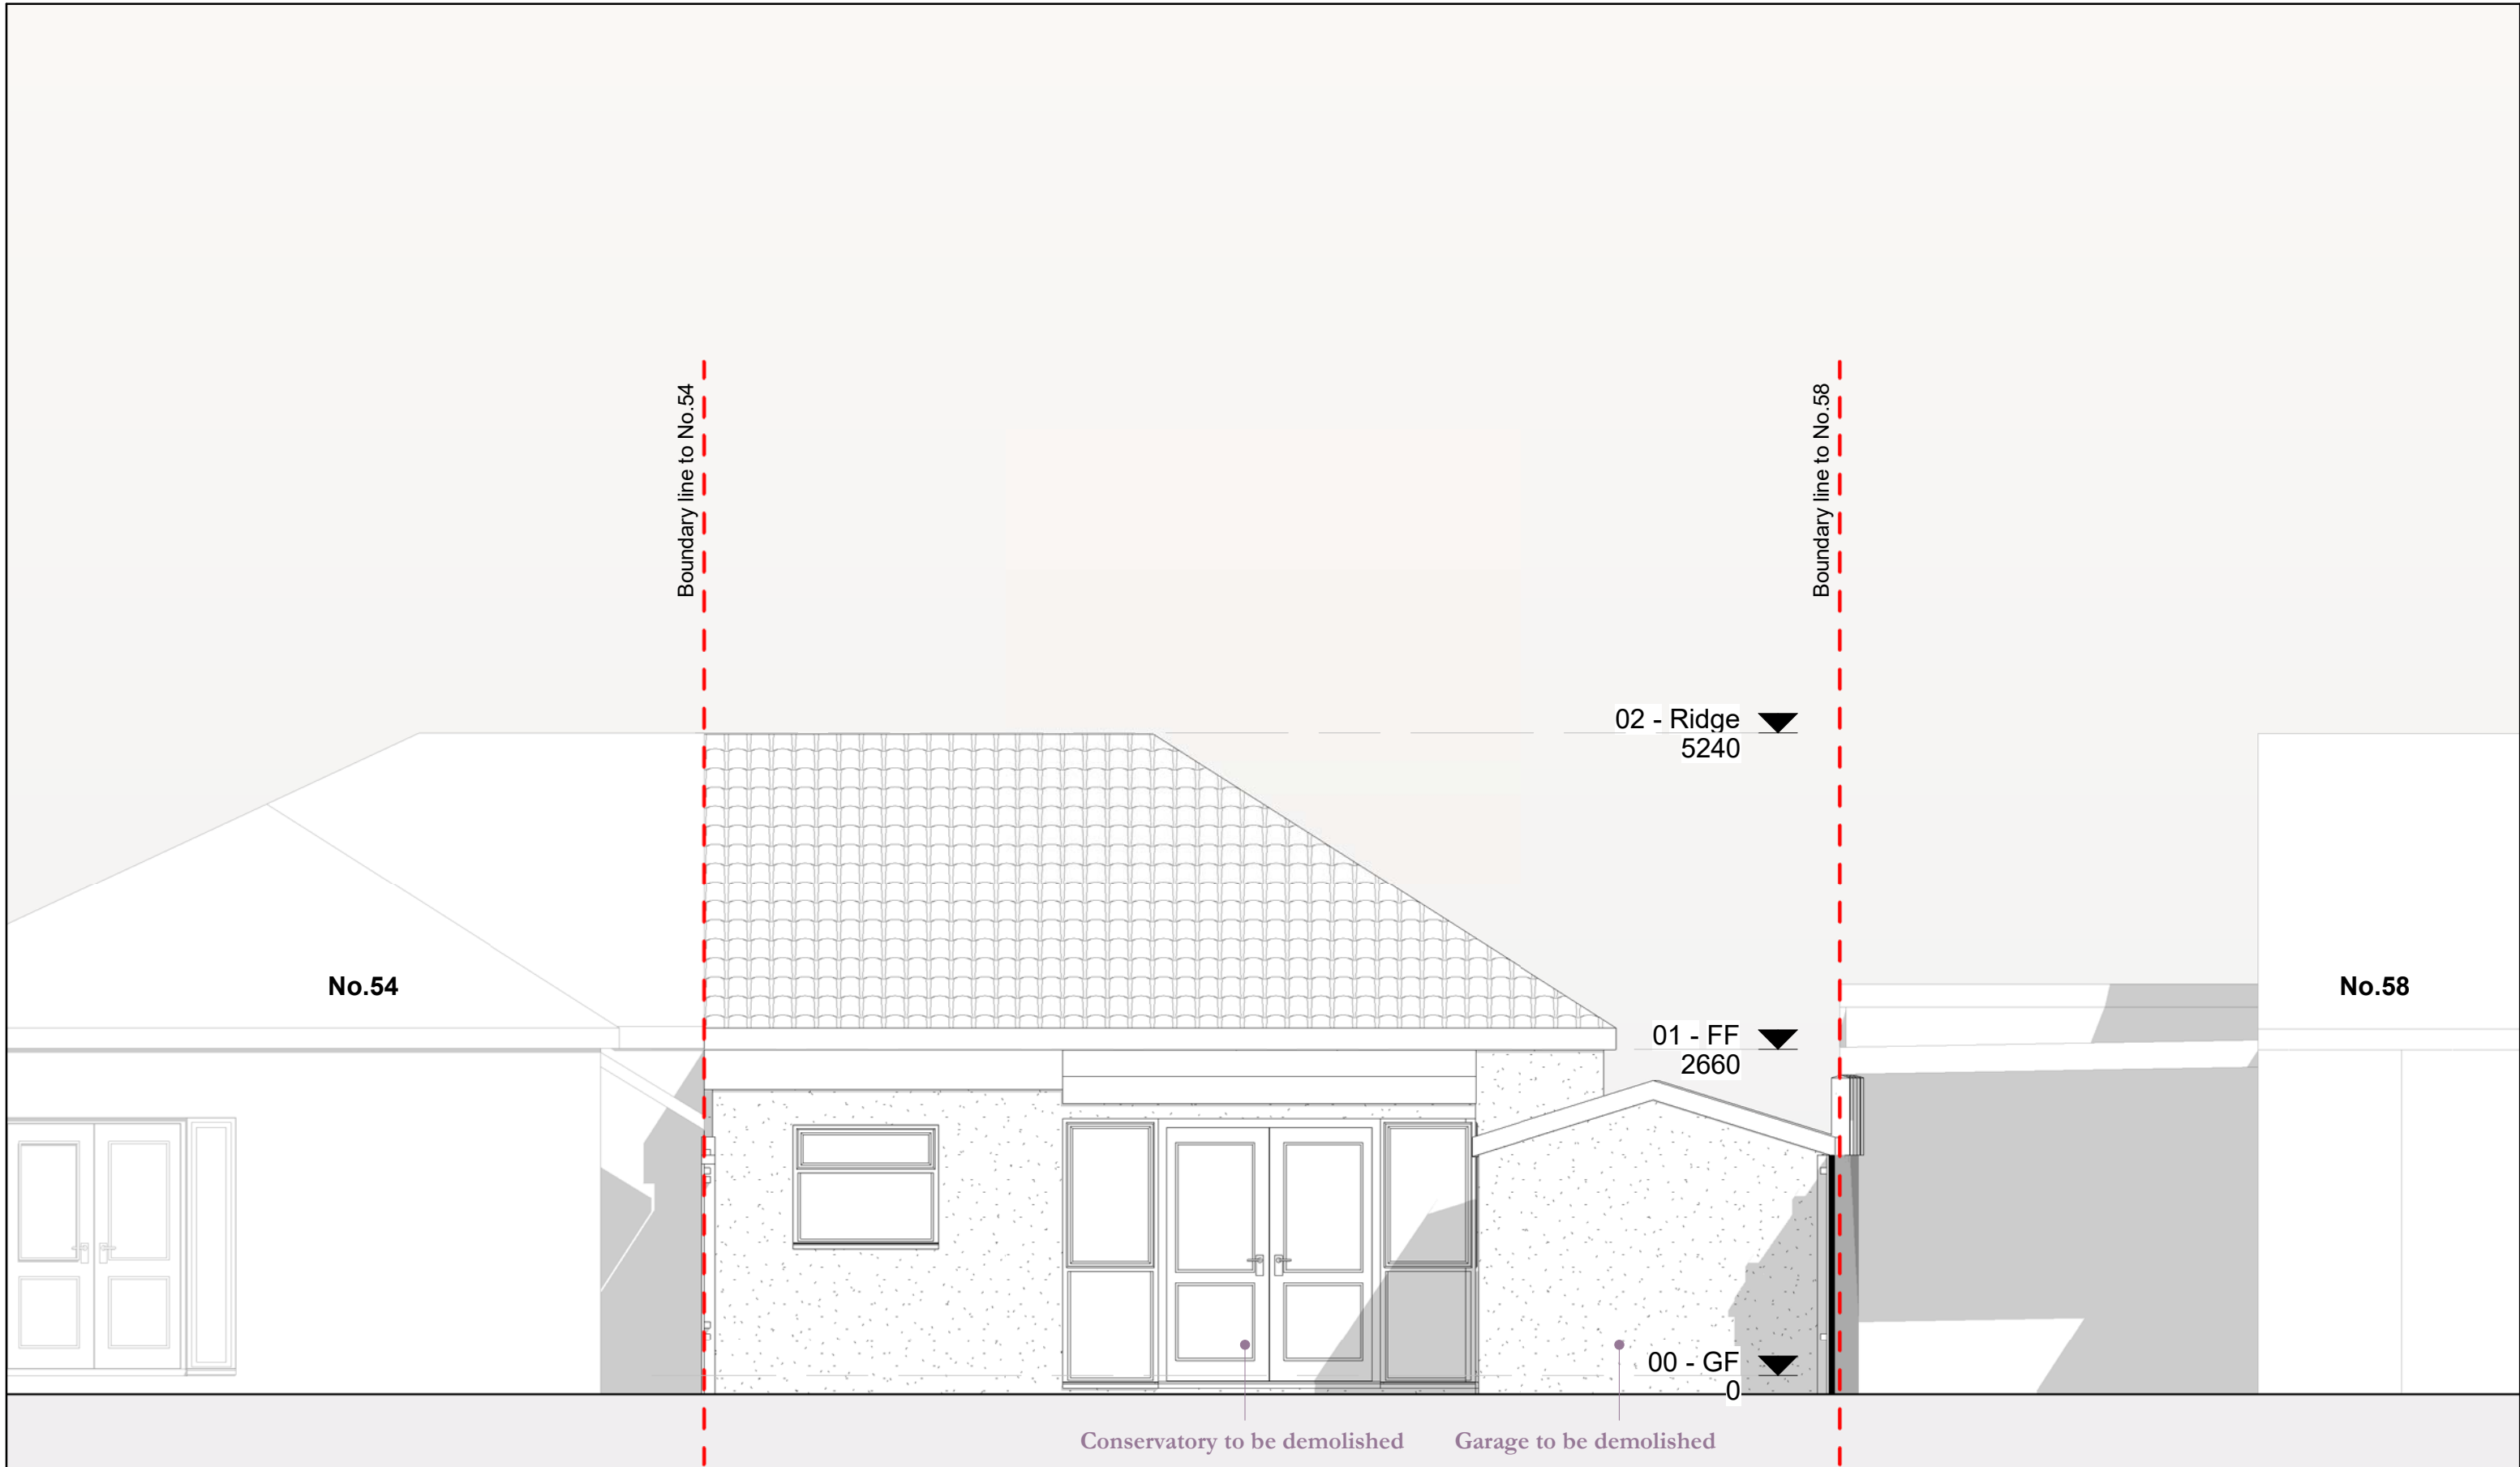 Boundary line to No.54
Boundary line to No.58
02 - Ridge
5240
No.54
No.58
01 - FF
2660
00 - GF
0
Conservatory to be demolished
Garage to be demolished